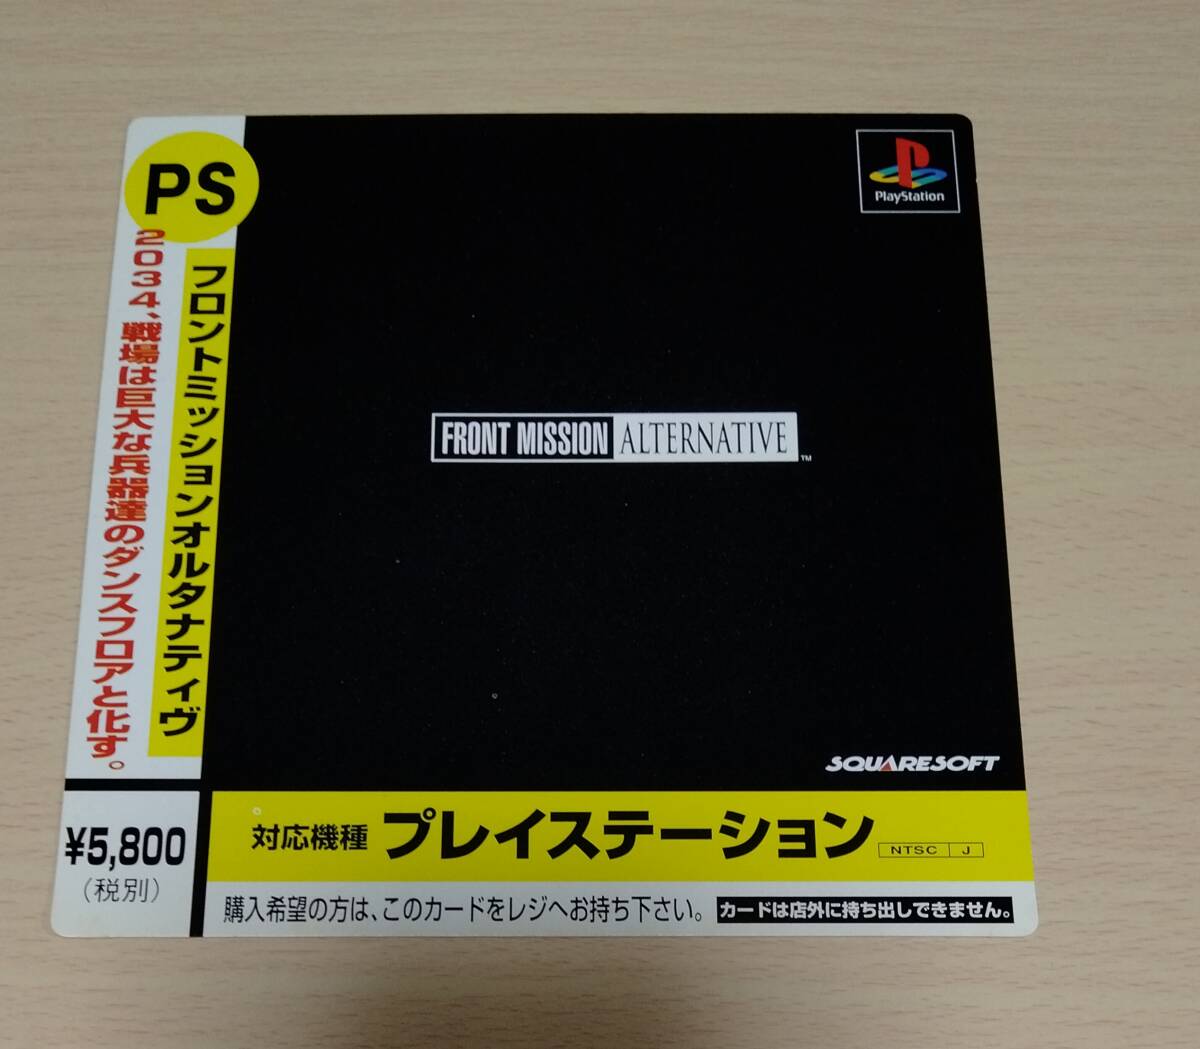 PS
フロントミッションオルタナティヴ
2034、戦場は巨大な兵器達のダンスフロアと化す。
PlayStation
FRONT MISSION ALTERNATIVE™
SQUARESOFT
¥5,800
（税別）
対応機種 プレイステーション NTSC J
購入希望の方は、このカードをレジへお持ち下さい。 カードは店外に持ち出しできません。